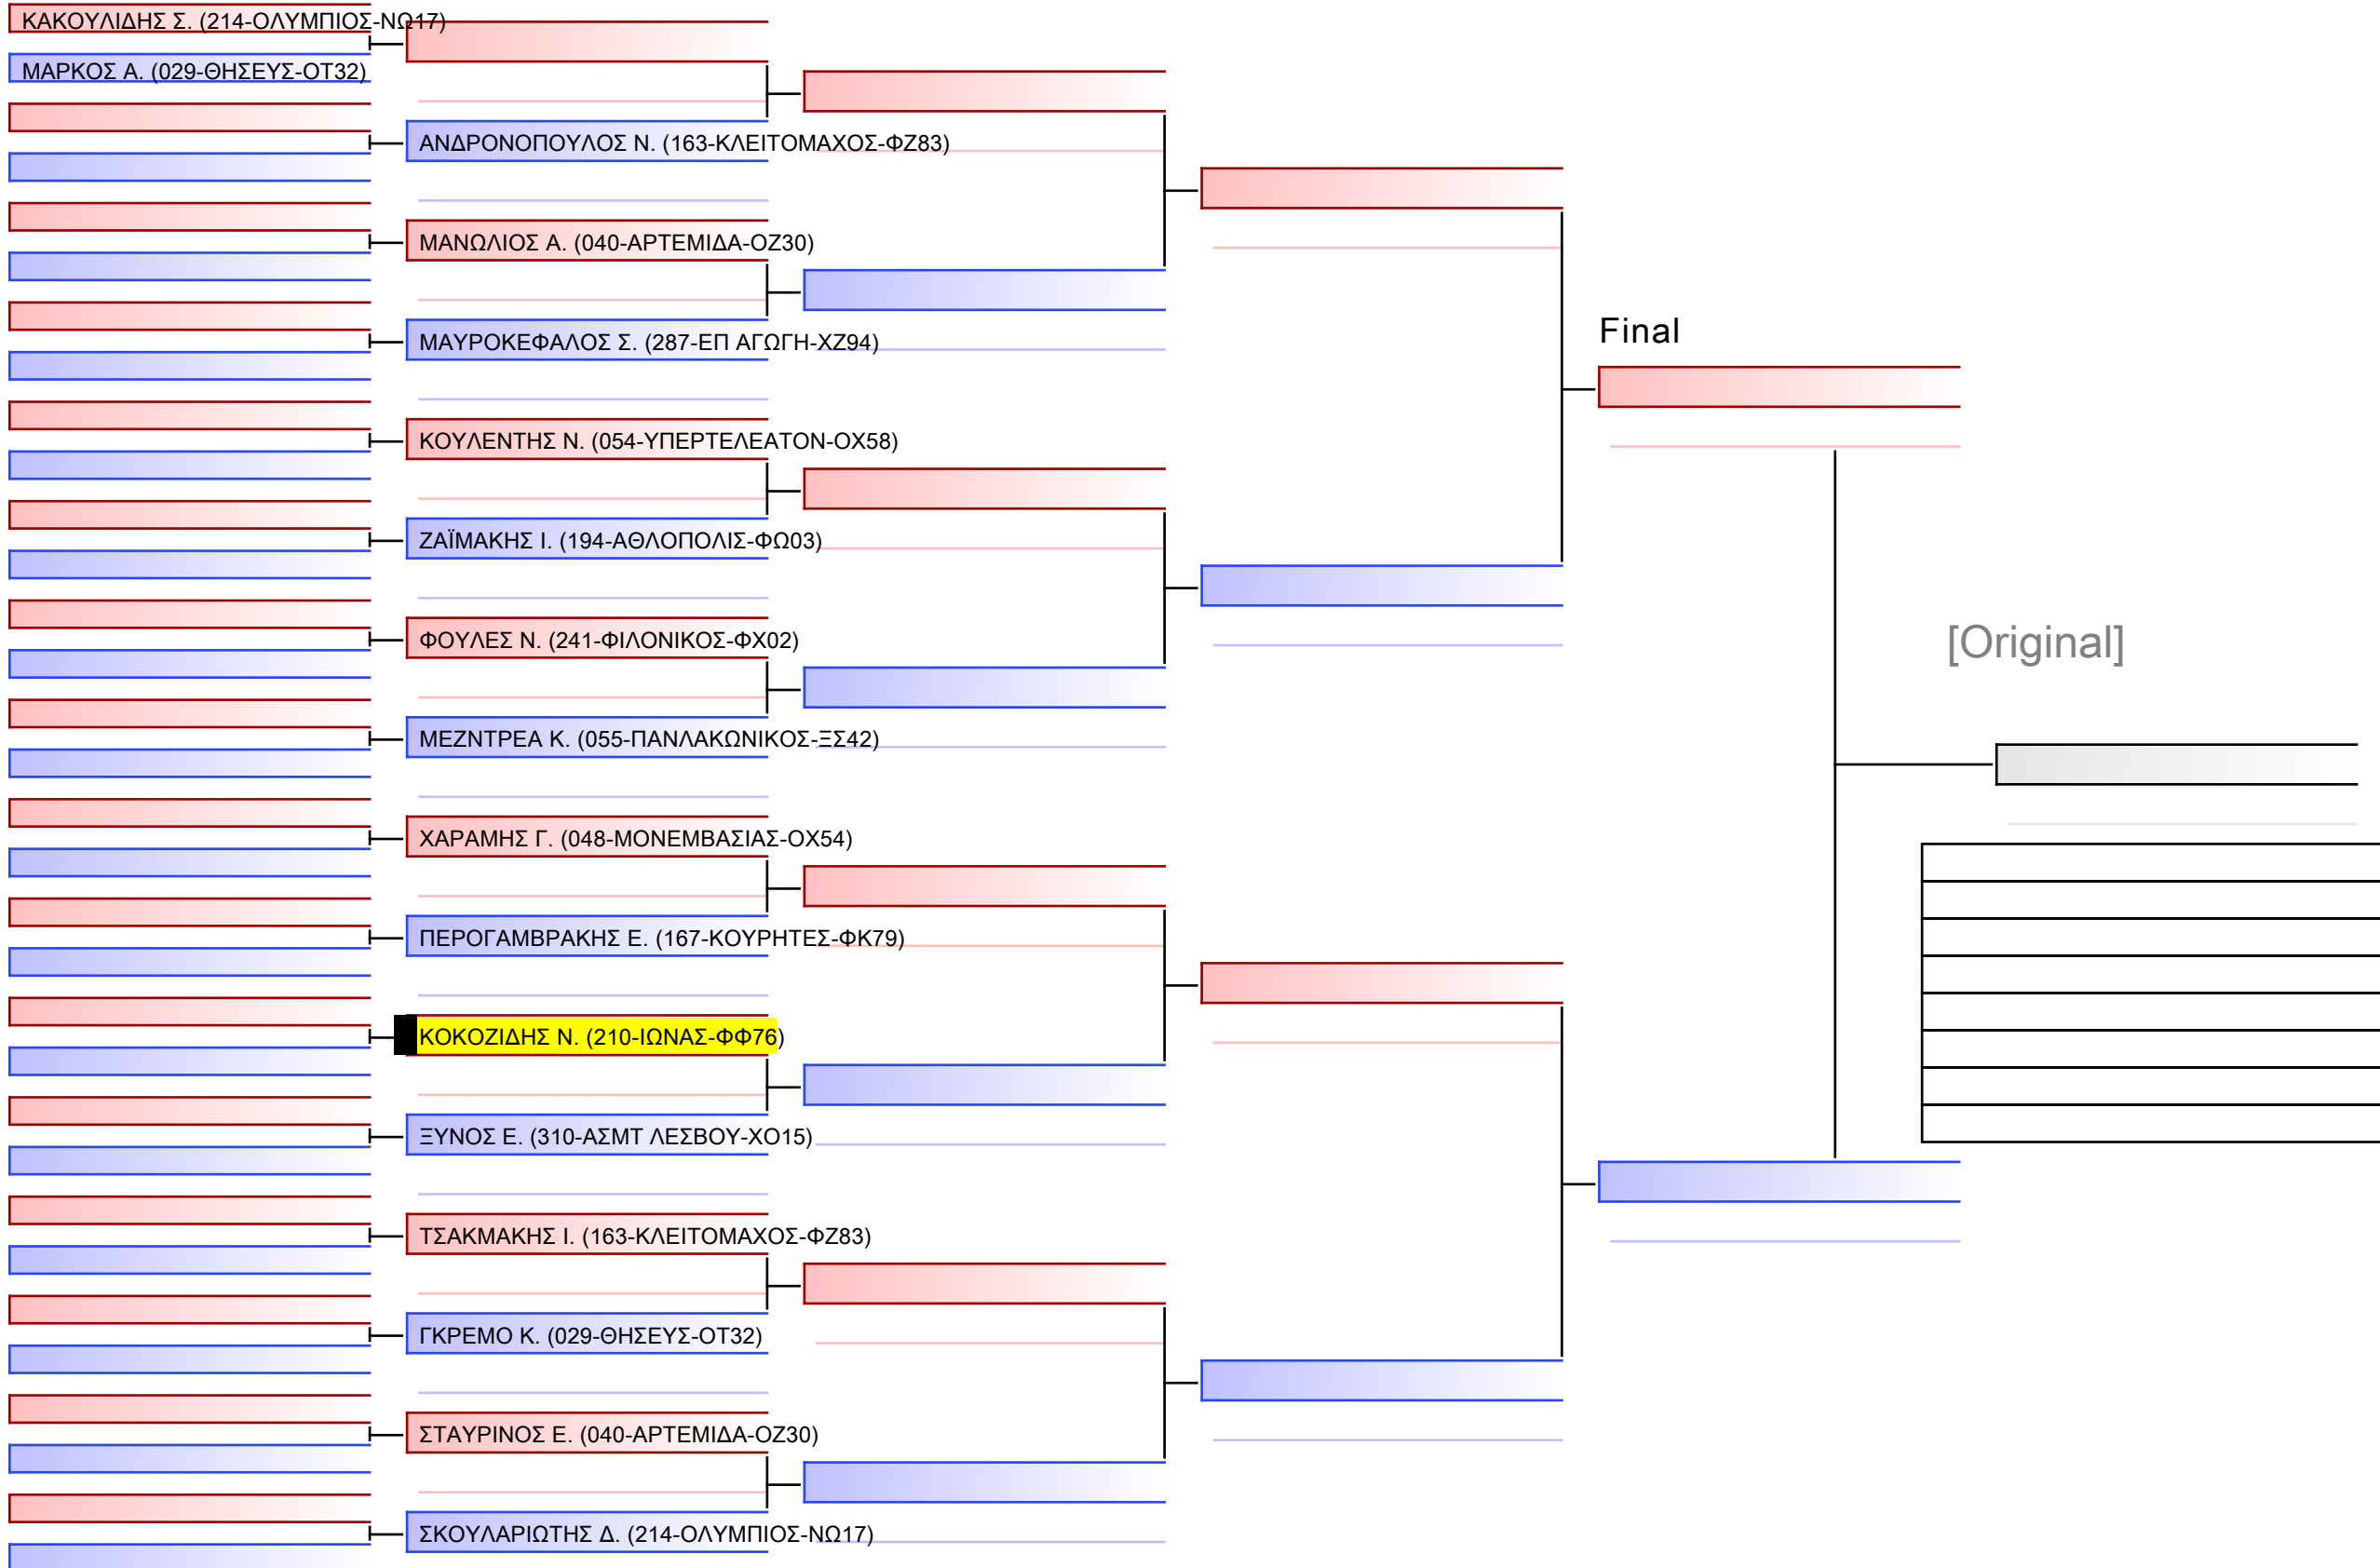 ΚΑΚΟΥΛΙΔΗΣ Σ. (214-ΟΛΥΜΠΙΟΣ-ΝΩ17)
ΜΑΡΚΟΣ Α. (029-ΘΗΣΕΥΣ-ΟΤ32)
ΑΝΔΡΟΝΟΠΟΥΛΟΣ Ν. (163-ΚΛΕΙΤΟΜΑΧΟΣ-ΦΖ83)
ΜΑΝΩΛΙΟΣ Α. (040-ΑΡΤΕΜΙΔΑ-ΟΖ30)
ΜΑΥΡΟΚΕΦΑΛΟΣ Σ. (287-ΕΠ ΑΓΩΓΗ-ΧΖ94)
Final
ΚΟΥΛΕΝΤΗΣ Ν. (054-ΥΠΕΡΤΕΛΕΑΤΟΝ-ΟΧ58)
ΖΑΪΜΑΚΗΣ Ι. (194-ΑΘΛΟΠΟΛΙΣ-ΦΩ03)
ΦΟΥΛΕΣ Ν. (241-ΦΙΛΟΝΙΚΟΣ-ΦΧ02)
[Original]
ΜΕΖΝΤΡΕΑ Κ. (055-ΠΑΝΛΑΚΩΝΙΚΟΣ-ΞΣ42)
ΧΑΡΑΜΗΣ Γ. (048-ΜΟΝΕΜΒΑΣΙΑΣ-ΟΧ54)
ΠΕΡΟΓΑΜΒΡΑΚΗΣ Ε. (167-ΚΟΥΡΗΤΕΣ-ΦΚ79)
ΚΟΚΟΖΙΔΗΣ Ν. (210-ΙΩΝΑΣ-ΦΦ76)
ΞΥΝΟΣ Ε. (310-ΑΣΜΤ ΛΕΣΒΟΥ-ΧΟ15)
ΤΣΑΚΜΑΚΗΣ Ι. (163-ΚΛΕΙΤΟΜΑΧΟΣ-ΦΖ83)
ΓΚΡΕΜΟ Κ. (029-ΘΗΣΕΥΣ-ΟΤ32)
ΣΤΑΥΡΙΝΟΣ Ε. (040-ΑΡΤΕΜΙΔΑ-ΟΖ30)
ΣΚΟΥΛΑΡΙΩΤΗΣ Δ. (214-ΟΛΥΜΠΙΟΣ-ΝΩ17)